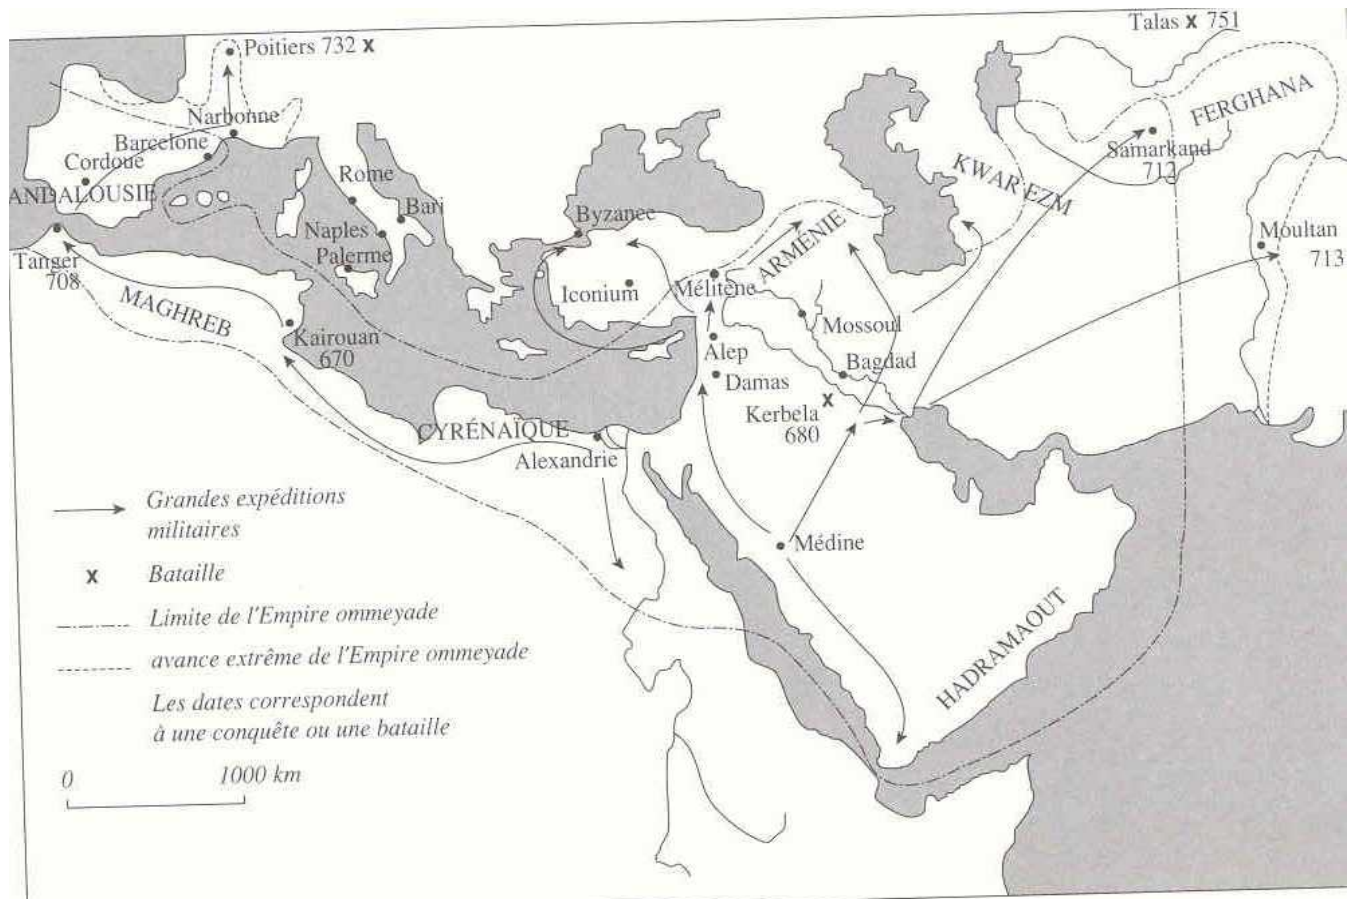 Talas x 751
Poitiers 732 x
FERGHANA
Narbonne
Barcelone
Cordoue
ANDALOUSIE
Samarkand
712
KWAREZM
Rome
Bari
Naples
Palerme
Byzance
ARMÉNIE
Moultan
713
Tanger
708
MAGHREB
Iconium
Mélitène
Kairouan
670
Mossoul
Alep
Bagdad
Damas
Kerbela
680
CYRÉNAÏQUE
Alexandrie
Médine
HADRAMAOUT
Grandes expéditions
militaires
x Bataille
Limite de l'Empire ommeyade
avance extrême de l'Empire ommeyade
Les dates correspondent
à une conquête ou une bataille
0 1000 km